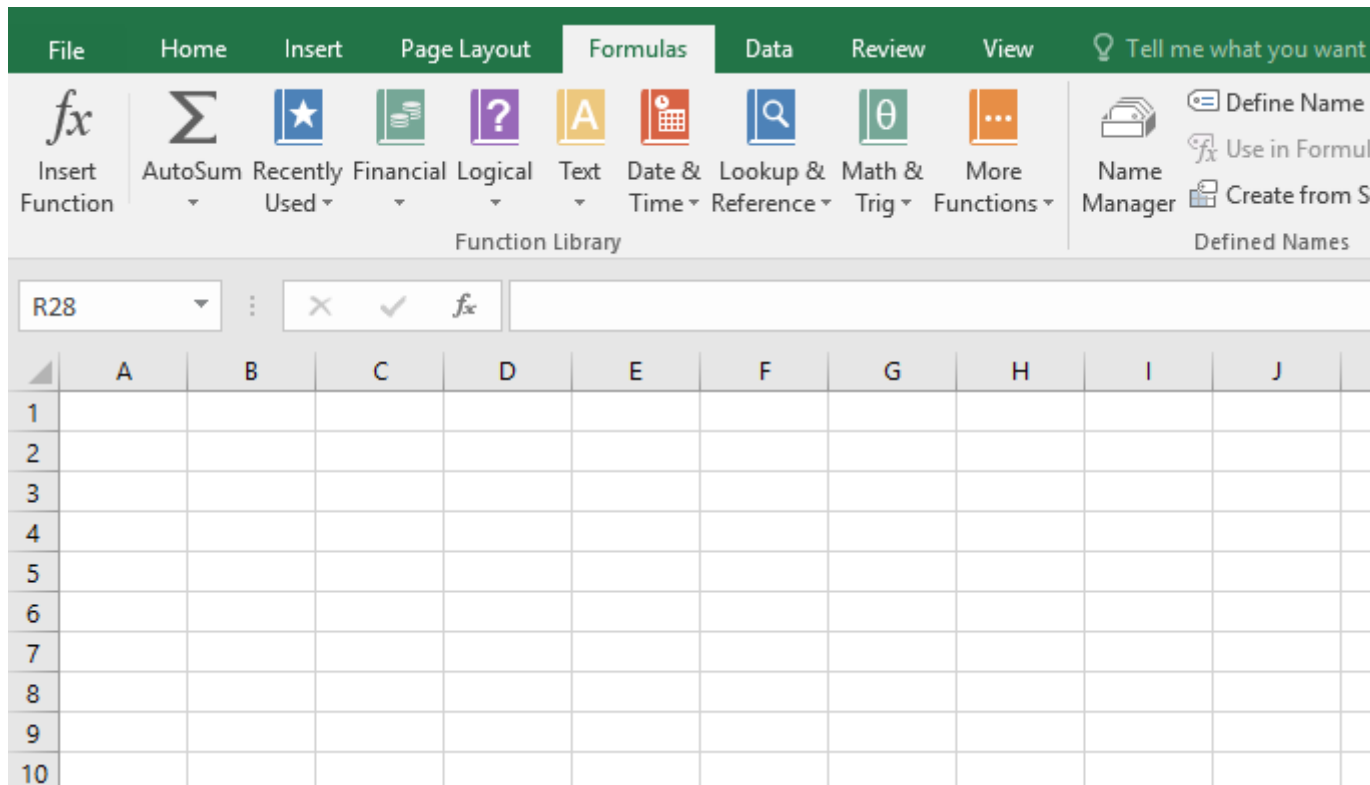 File Home Insert Page Layout Formulas Data Review View Tell me what you want
fx Σ A ? θ Define Name
Use in Formul
Insert AutoSum Recently Financial Logical Text Date & Lookup & Math & More Name
Function Used Time Reference Trig Functions Manager Create from S
Function Library Defined Names
R28 fx
A B C D E F G H I J
1
2
3
4
5
6
7
8
9
10